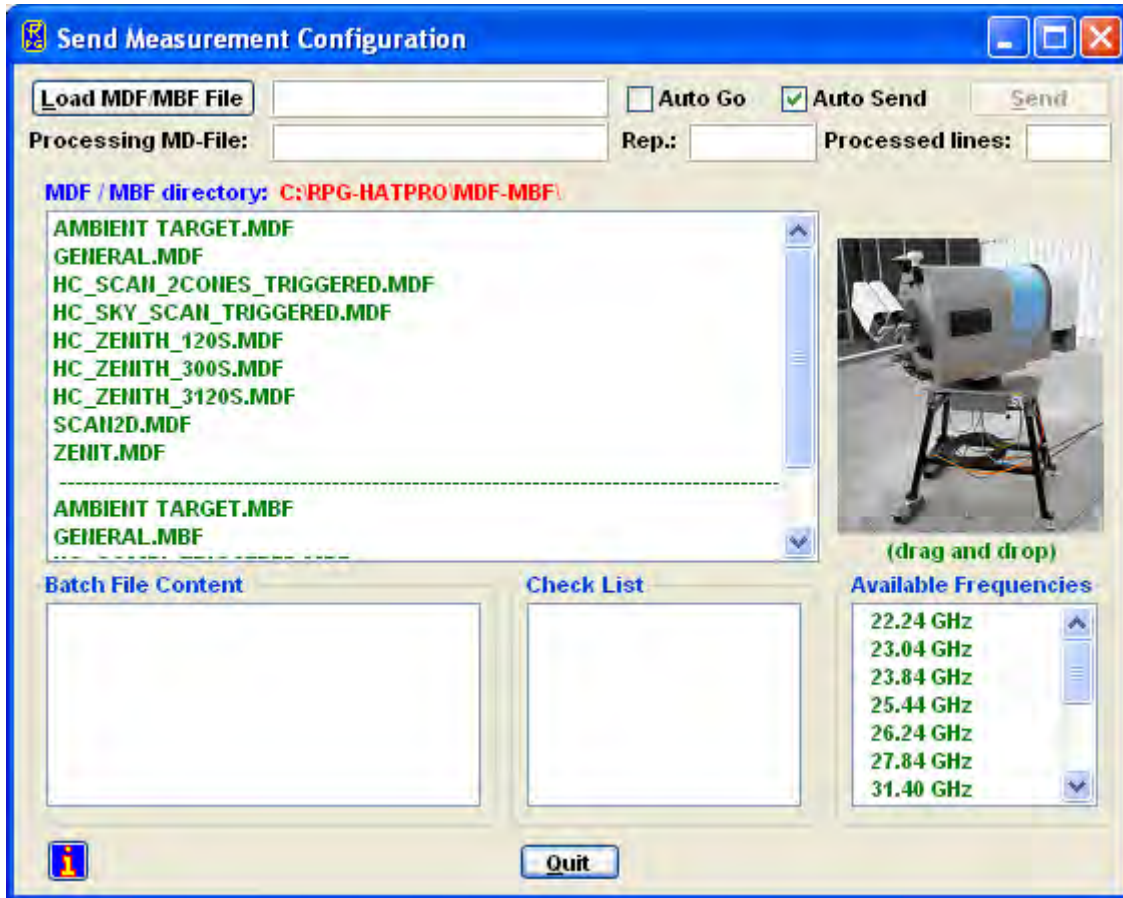 Send Measurement Configuration
Load MDF/MBF File Auto Go Auto Send Send
Processing MD-File: Rep.: Processed lines:
MDF / MBF directory: C:\RPG-HATPRO\MDF-MBF\
AMBIENT TARGET.MDF
GENERAL.MDF
HC_SCAN_2CONES_TRIGGERED.MDF
HC_SKY_SCAN_TRIGGERED.MDF
HC_ZENITH_120S.MDF
HC_ZENITH_300S.MDF
HC_ZENITH_3120S.MDF
SCAN2D.MDF
ZENIT.MDF
AMBIENT TARGET.MBF
GENERAL.MBF
(drag and drop)
Batch File Content
Check List
Available Frequencies
22.24 GHz
23.04 GHz
23.84 GHz
25.44 GHz
26.24 GHz
27.84 GHz
31.40 GHz
i
Quit